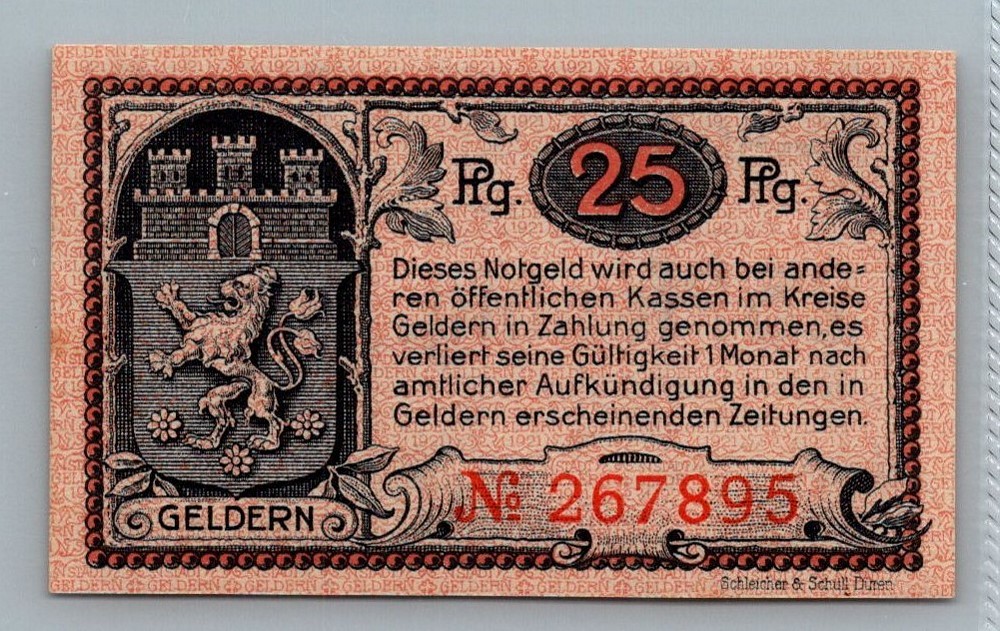 Pfg. 25 Pfg.
Dieses Notgeld wird auch bei ande=
ren öffentlichen Kassen im Kreise
Geldern in Zahlung genommen, es
verliert seine Gültigkeit 1 Monat nach
amtlicher Aufkündigung in den in
Geldern erscheinenden Zeitungen.
№ 267895
GELDERN
Schleicher & Schüll Düren